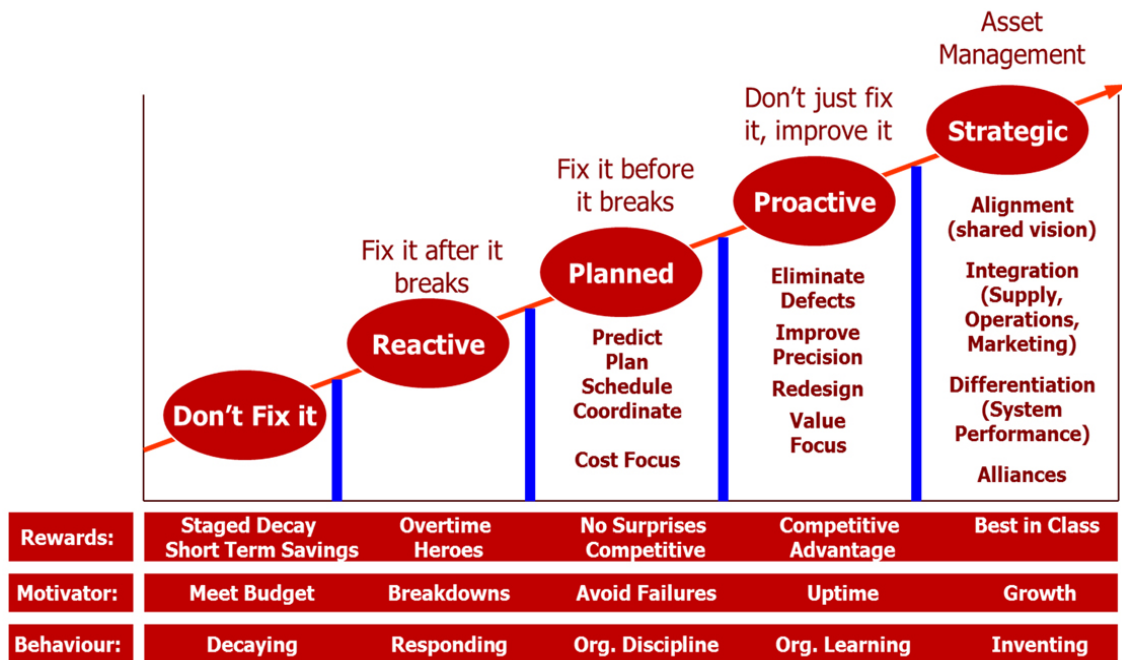 Asset
Management
Don't just fix
it, improve it
Strategic
Fix it before
it breaks
Proactive
Alignment
(shared vision)
Fix it after it
breaks
Planned
Eliminate
Defects
Integration
(Supply,
Operations,
Marketing)
Reactive
Predict
Plan
Schedule
Coordinate
Improve
Precision
Redesign
Differentiation
(System
Performance)
Don't Fix it
Value
Focus
Cost Focus
Alliances
Rewards:
Staged Decay
Short Term Savings
Overtime
Heroes
No Surprises
Competitive
Competitive
Advantage
Best in Class
Motivator:
Meet Budget
Breakdowns
Avoid Failures
Uptime
Growth
Behaviour:
Decaying
Responding
Org. Discipline
Org. Learning
Inventing